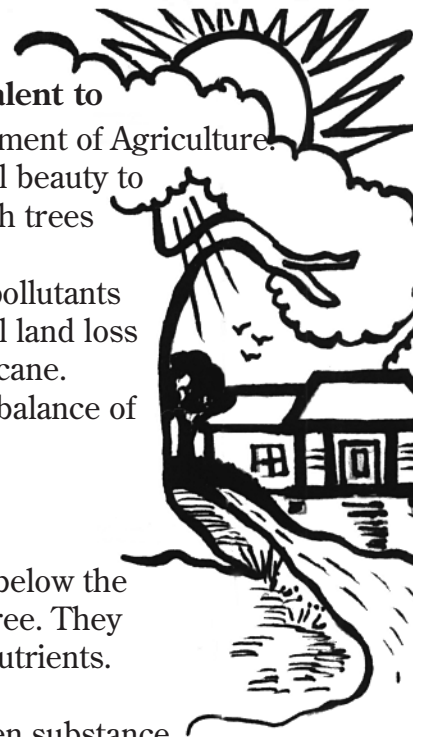 alent to
ment of Agriculture.
l beauty to
h trees
pollutants
l land loss
cane.
balance of
below the
ree. They
utrients.
en substance